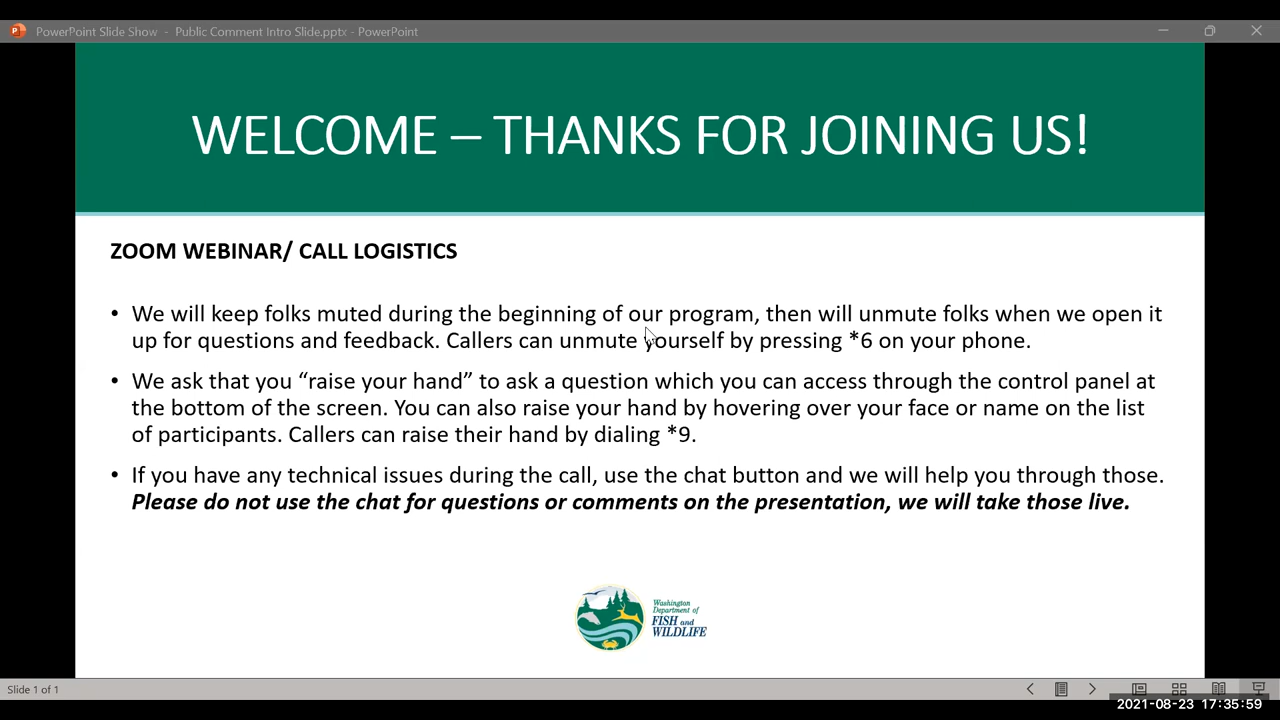 PowerPoint Slide Show - Public Comment Intro Slide.pptx - PowerPoint
WELCOME – THANKS FOR JOINING US!
ZOOM WEBINAR/ CALL LOGISTICS
• We will keep folks muted during the beginning of our program, then will unmute folks when we open it
up for questions and feedback. Callers can unmute yourself by pressing *6 on your phone.
• We ask that you “raise your hand” to ask a question which you can access through the control panel at
the bottom of the screen. You can also raise your hand by hovering over your face or name on the list
of participants. Callers can raise their hand by dialing *9.
• If you have any technical issues during the call, use the chat button and we will help you through those.
Please do not use the chat for questions or comments on the presentation, we will take those live.
Washington
Department of
FISH and
WILDLIFE
Slide 1 of 1
2021-08-23 17:35:59